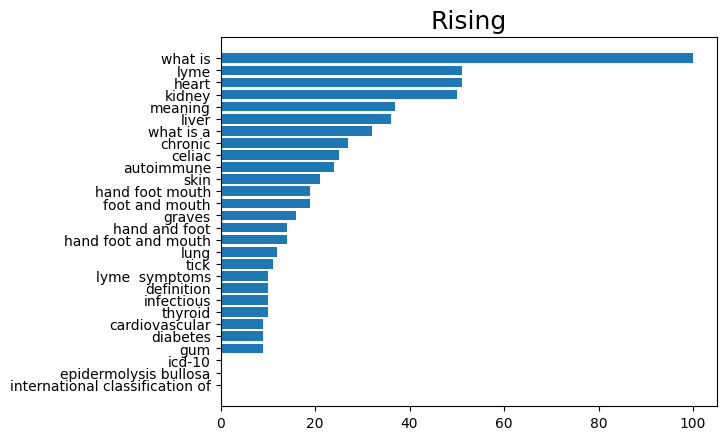 Rising
what is
lyme
heart
kidney
meaning
liver
what is a
chronic
celiac
autoimmune
skin
hand foot mouth
foot and mouth
graves
hand and foot
hand foot and mouth
lung
tick
lyme  symptoms
definition
infectious
thyroid
cardiovascular
diabetes
gum
icd-10
epidermolysis bullosa
international classification of
0 20 40 60 80 100